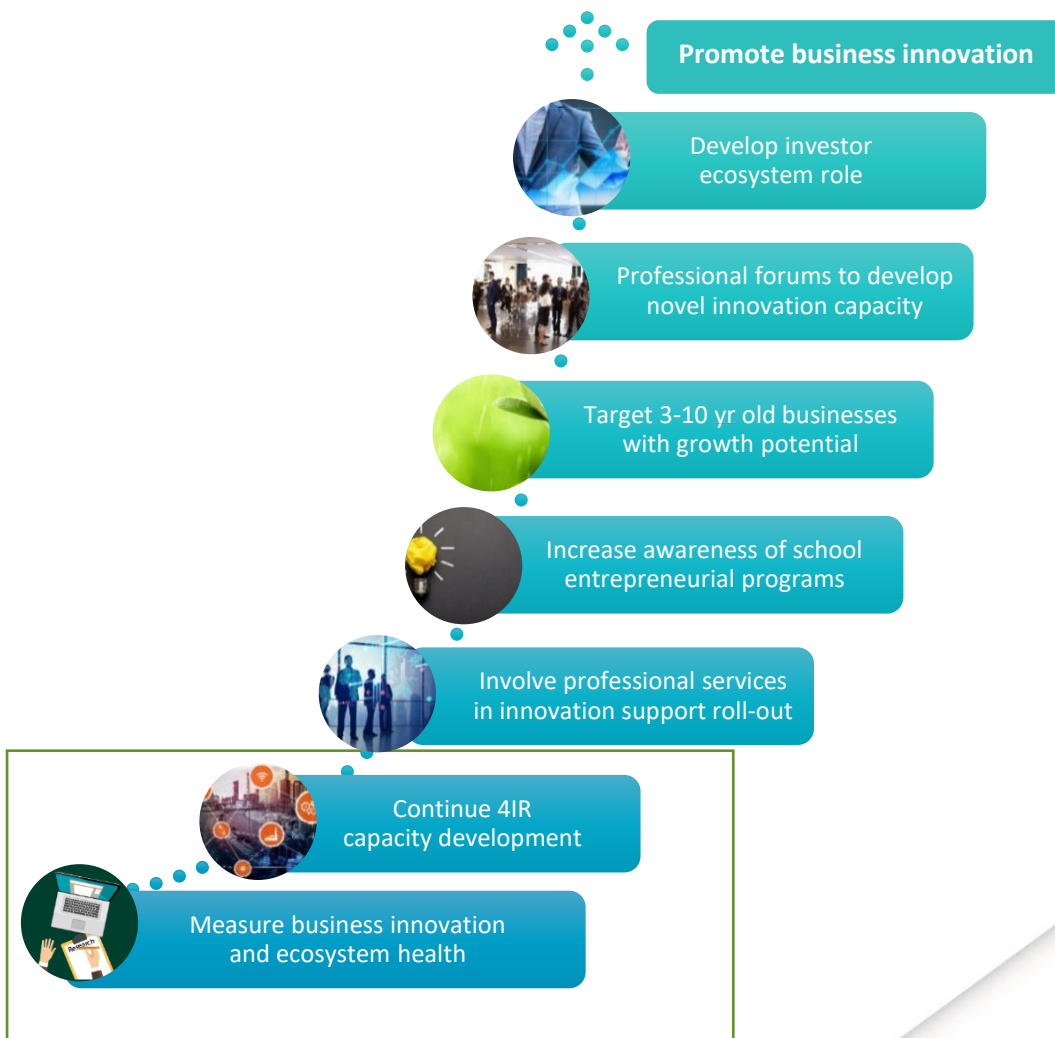 Promote business innovation
Develop investor
ecosystem role
Professional forums to develop
novel innovation capacity
Target 3-10 yr old businesses
with growth potential
Increase awareness of school
entrepreneurial programs
Involve professional services
in innovation support roll-out
Continue 4IR
capacity development
Measure business innovation
and ecosystem health
Research